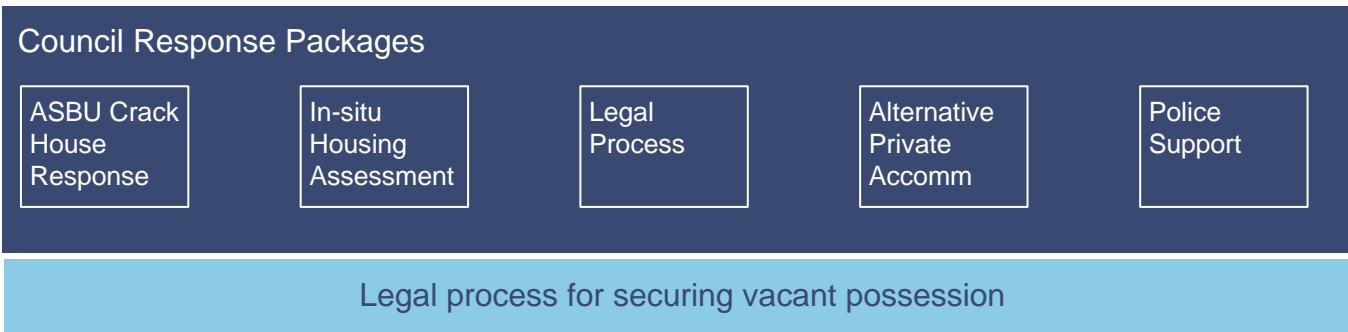 Council Response Packages
ASBU Crack
House
Response
In-situ
Housing
Assessment
Legal
Process
Alternative
Private
Accomm
Police
Support
Legal process for securing vacant possession